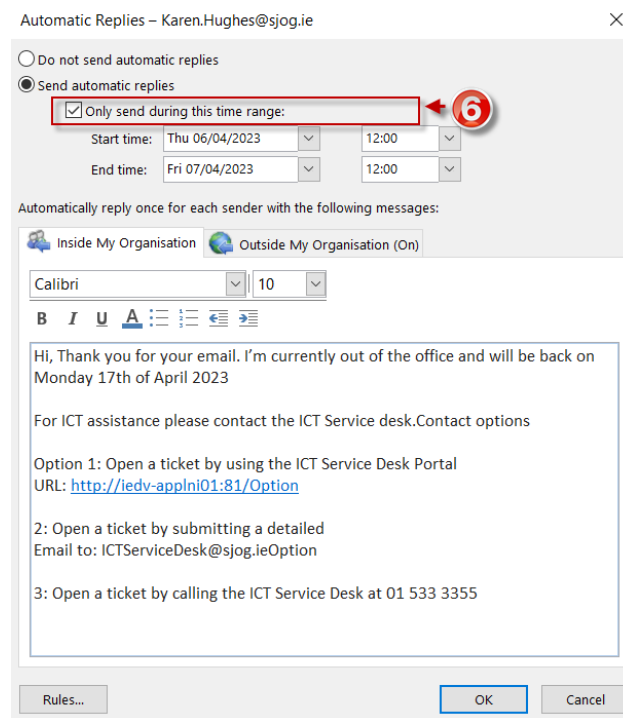 Automatic Replies – Karen.Hughes@sjog.ie
Do not send automatic replies
Send automatic replies
Only send during this time range:
6
Start time: Thu 06/04/2023 12:00
End time: Fri 07/04/2023 12:00
Automatically reply once for each sender with the following messages:
Inside My Organisation Outside My Organisation (On)
Calibri 10
B I U A
Hi, Thank you for your email. I'm currently out of the office and will be back on
Monday 17th of April 2023
For ICT assistance please contact the ICT Service desk.Contact options
Option 1: Open a ticket by using the ICT Service Desk Portal
URL: http://iedv-applni01:81/Option
2: Open a ticket by submitting a detailed
Email to: ICTServiceDesk@sjog.ieOption
3: Open a ticket by calling the ICT Service Desk at 01 533 3355
Rules... OK Cancel